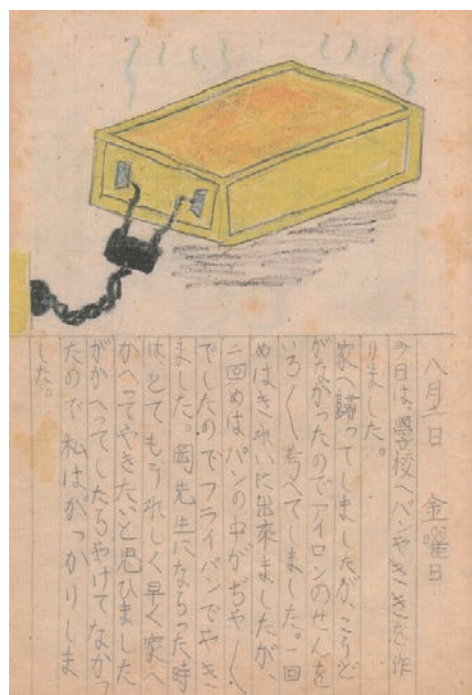 八月一日 金曜日
今日は學校へパンやききを作
りました。
家へ歸ってしましたが、こうど
がなかったのでアイロンのせんを
いろ〳〵考へてしました。一回
めはきれいに出來ましたが、
二回めはパンの中がぢや〳〵
でしたのでフライパンでやき
ました。岡先生にならった時
は、とてもうれしく早く家へ
かへってやきたいと思ひました
がかへってしたらやけてなかっ
たので私はがっかりしま
した。